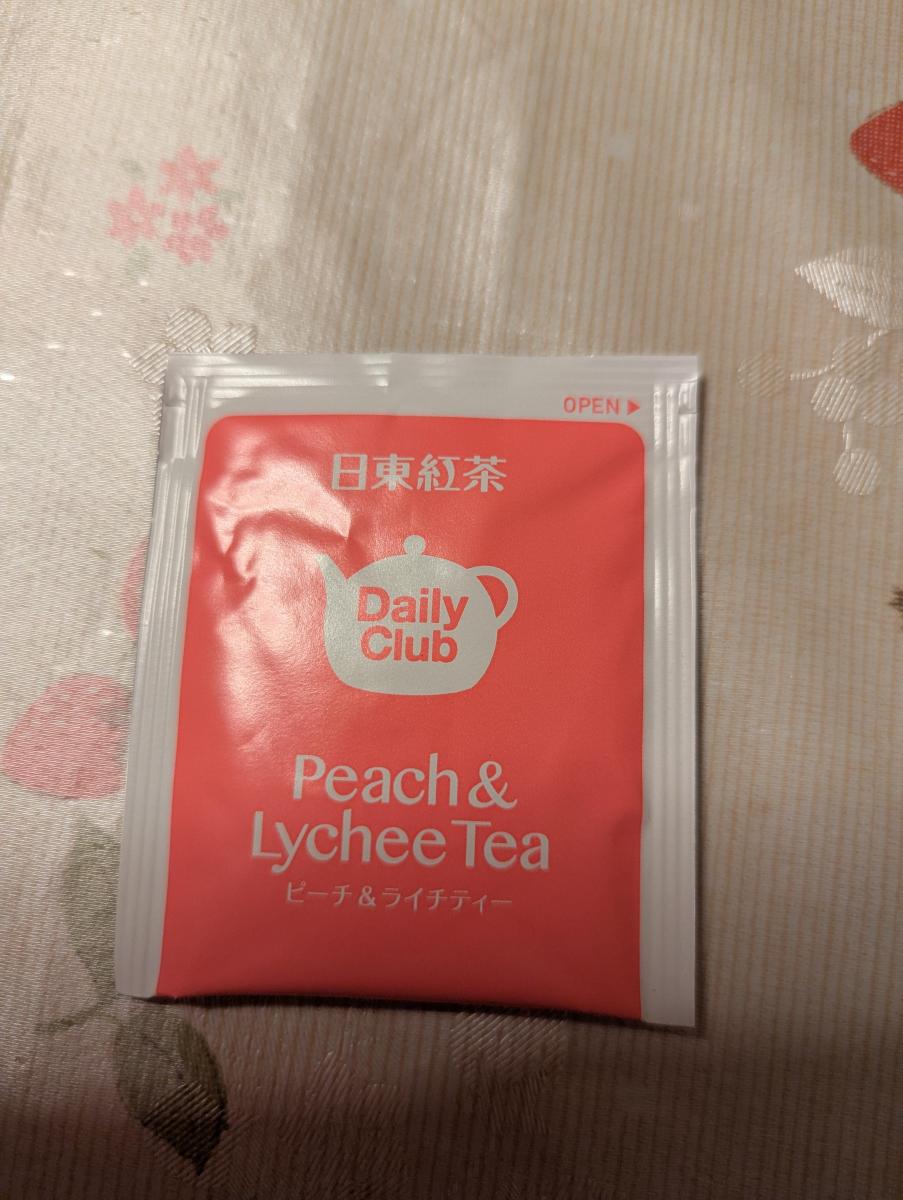 OPEN ▶
日東紅茶
Daily
Club
Peach &
Lychee Tea
ピーチ&ライチティー